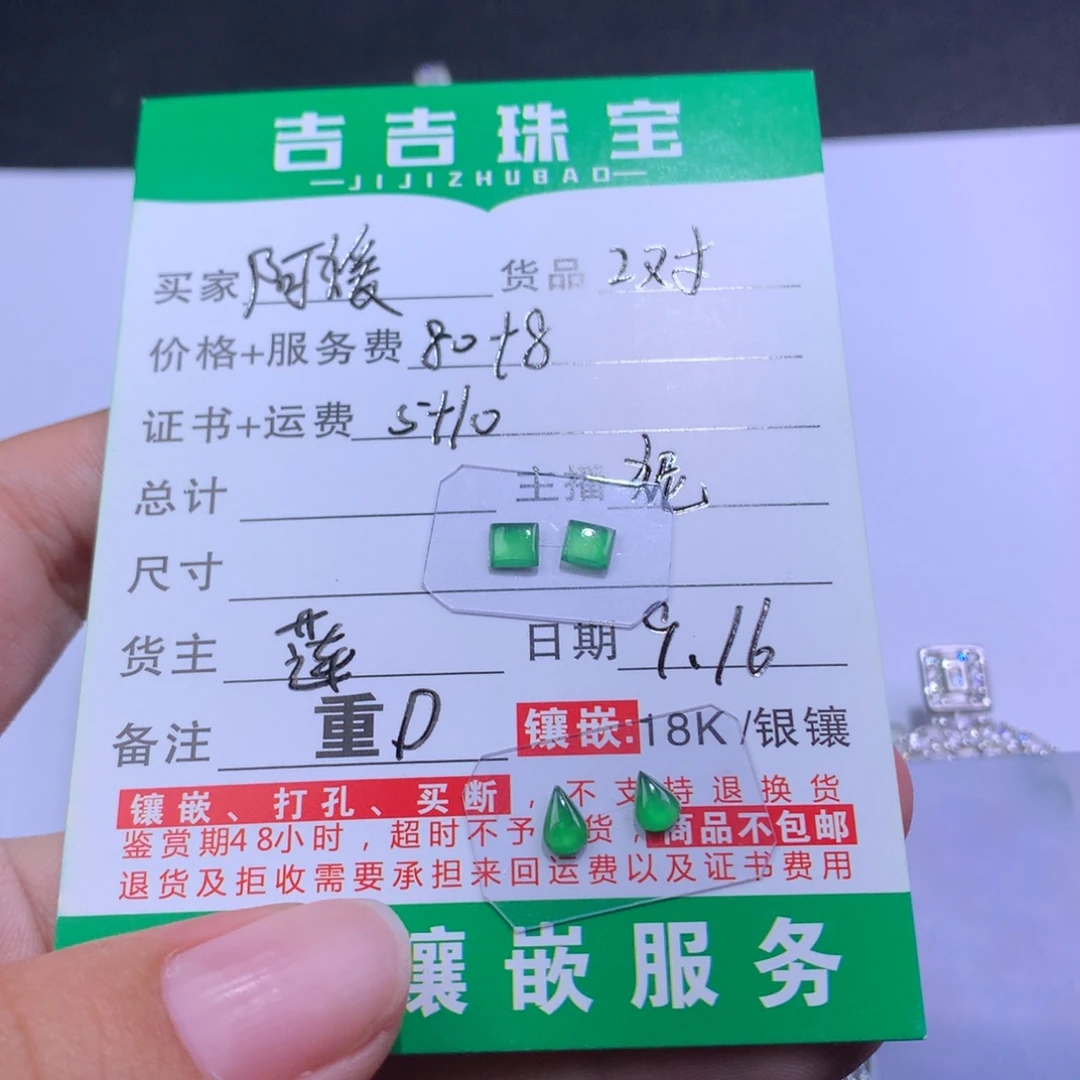 吉吉珠宝
JIJIZHUBAO
买家 阿媛 货品 2对
价格+服务费 80+8
证书+运费 5+10
总计 主播
尺寸
货主 莲 日期 9.16
备注 重D 镶嵌:18K/银镶
镶嵌、打孔、买断,不支持退换货
鉴赏期48小时,超时不予货,商品不包邮
退货及拒收需要承担来回运费以及证书费用
镶嵌服务